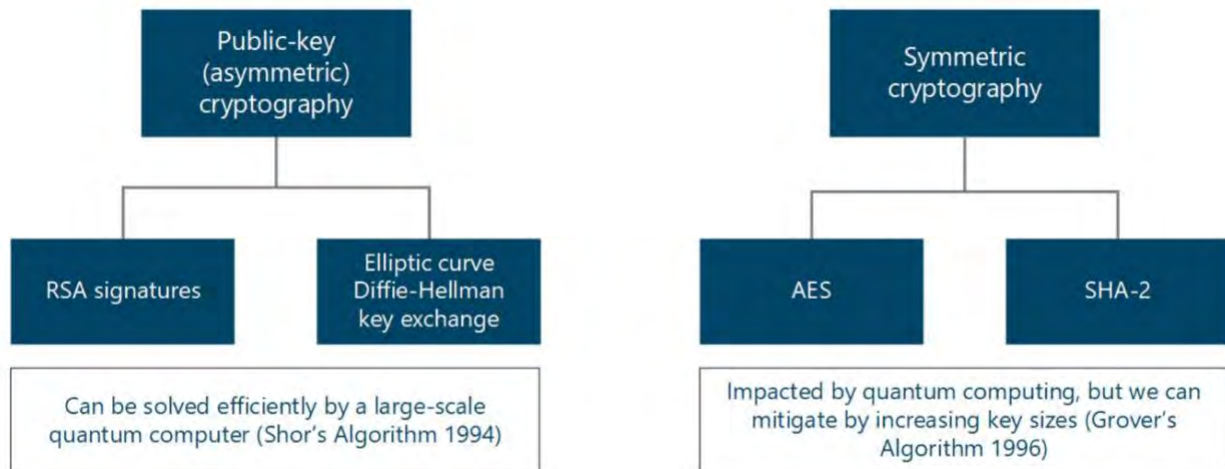 Public-key
(asymmetric)
cryptography
RSA signatures
Elliptic curve
Diffie-Hellman
key exchange
Can be solved efficiently by a large-scale
quantum computer (Shor's Algorithm 1994)
Symmetric
cryptography
AES
SHA-2
Impacted by quantum computing, but we can
mitigate by increasing key sizes (Grover's
Algorithm 1996)